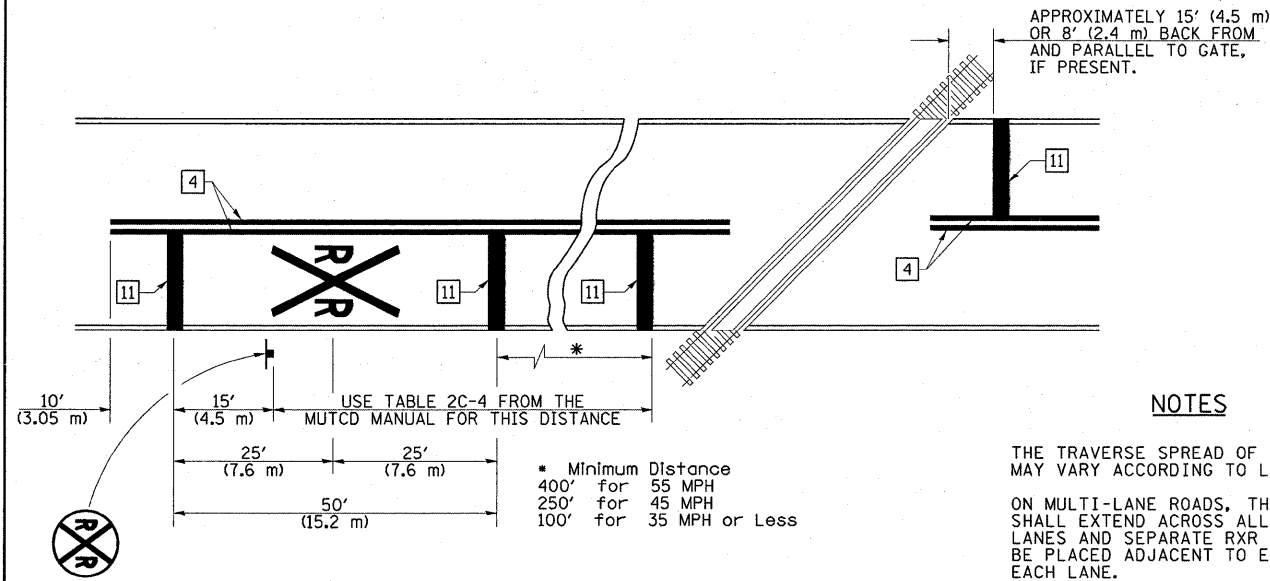 APPROXIMATELY 15' (4.5 m)
OR 8' (2.4 m) BACK FROM
AND PARALLEL TO GATE,
IF PRESENT.
11
4
4
11
R
R
11
11
*
10'
(3.05 m)
15'
(4.5 m)
USE TABLE 2C-4 FROM THE
MUTCD MANUAL FOR THIS DISTANCE
25'
(7.6 m)
25'
(7.6 m)
50'
(15.2 m)
* Minimum Distance
400' for 55 MPH
250' for 45 MPH
100' for 35 MPH or Less
R
R
NOTES
THE TRAVERSE SPREAD OF
MAY VARY ACCORDING TO L
ON MULTI-LANE ROADS, TH
SHALL EXTEND ACROSS ALL
LANES AND SEPARATE RXR
BE PLACED ADJACENT TO E
EACH LANE.